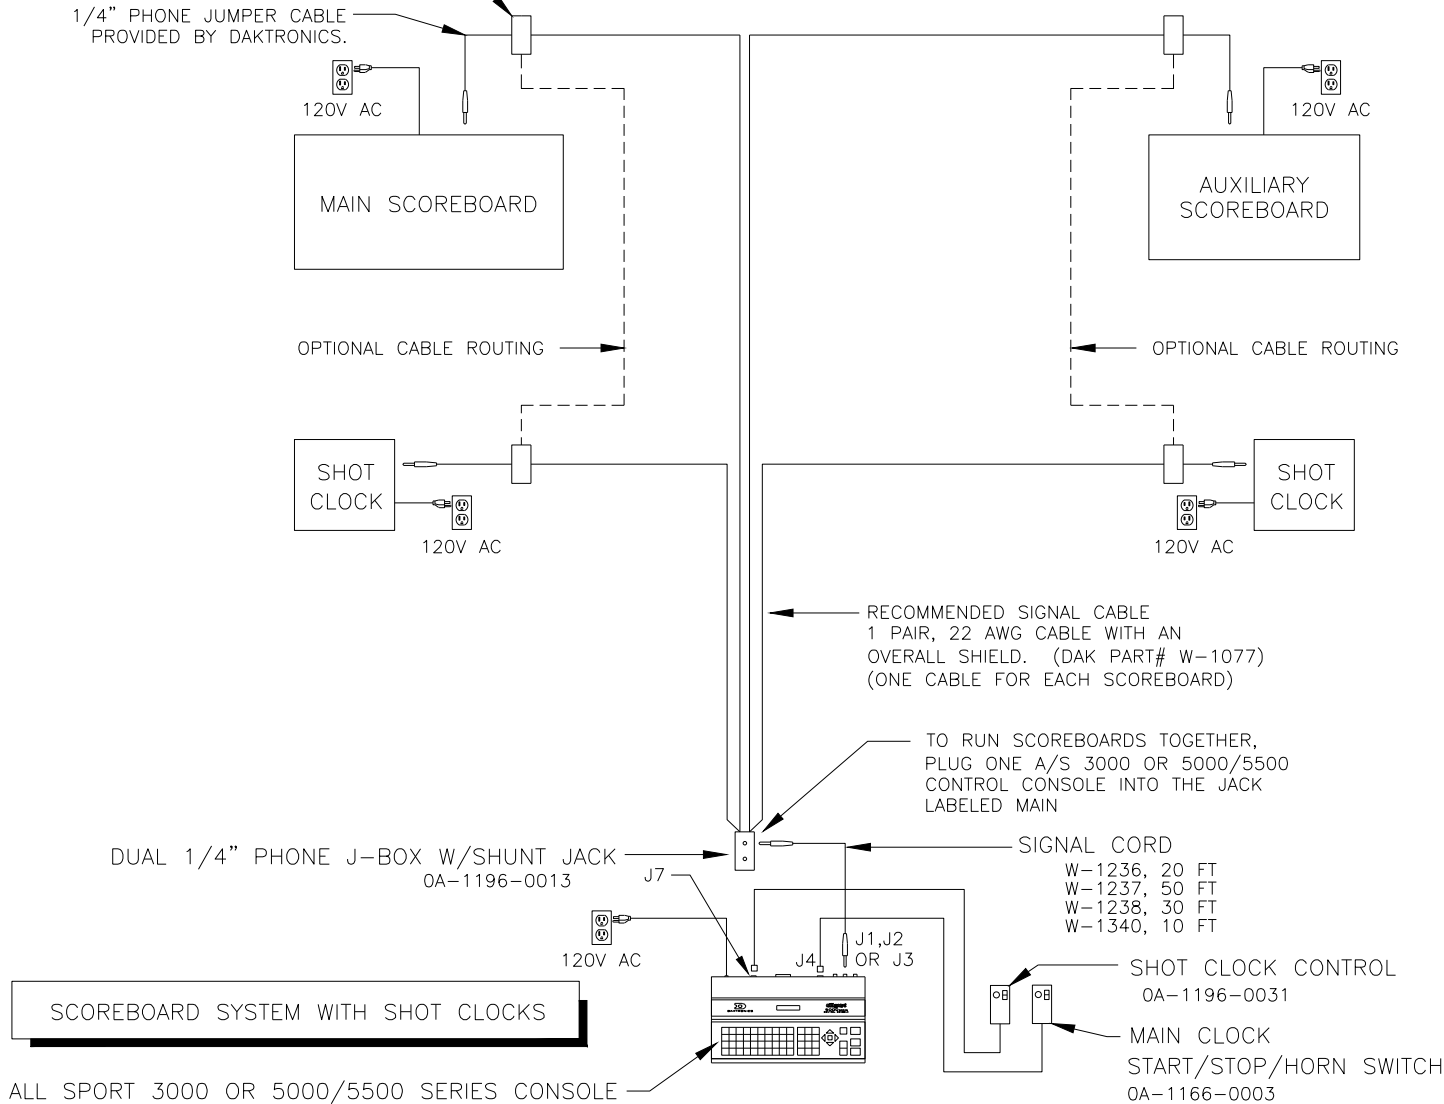 1/4" PHONE JUMPER CABLE
PROVIDED BY DAKTRONICS.
120V AC
120V AC
MAIN SCOREBOARD
AUXILIARY
SCOREBOARD
OPTIONAL CABLE ROUTING
OPTIONAL CABLE ROUTING
SHOT
CLOCK
120V AC
SHOT
CLOCK
120V AC
RECOMMENDED SIGNAL CABLE
1 PAIR, 22 AWG CABLE WITH AN
OVERALL SHIELD. (DAK PART# W-1077)
(ONE CABLE FOR EACH SCOREBOARD)
TO RUN SCOREBOARDS TOGETHER,
PLUG ONE A/S 3000 OR 5000/5500
CONTROL CONSOLE INTO THE JACK
LABELED MAIN
DUAL 1/4" PHONE J-BOX W/SHUNT JACK
0A-1196-0013
SIGNAL CORD
W-1236, 20 FT
W-1237, 50 FT
W-1238, 30 FT
W-1340, 10 FT
J7
120V AC
J4
J1,J2
OR J3
SHOT CLOCK CONTROL
0A-1196-0031
MAIN CLOCK
START/STOP/HORN SWITCH
0A-1166-0003
SCOREBOARD SYSTEM WITH SHOT CLOCKS
DAKTRONICS
ALL SPORT 3000 OR 5000/5500 SERIES CONSOLE